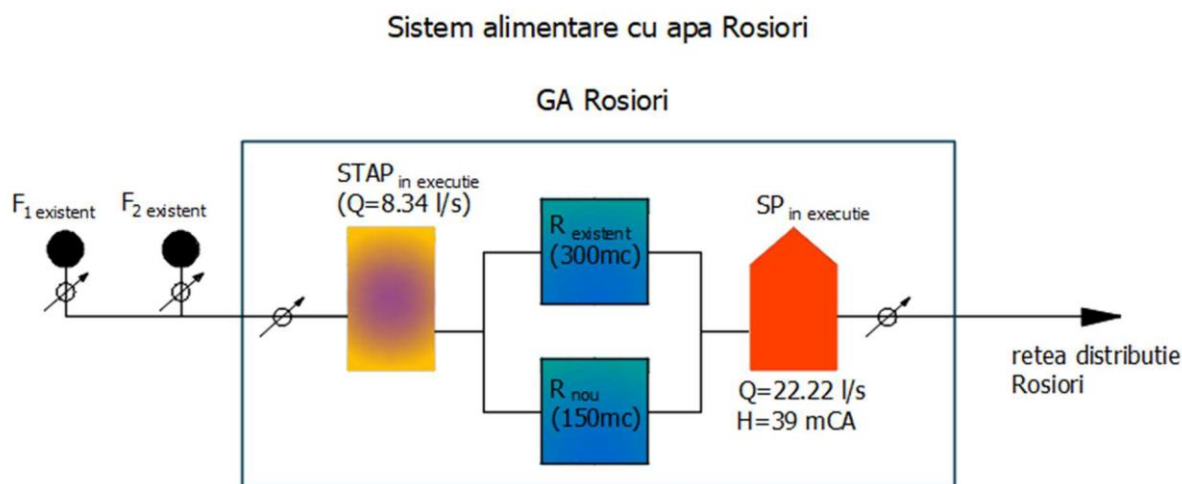 Sistem alimentare cu apa Rosiori
GA Rosiori
F1 existent
F2 existent
STAP in executie
(Q=8.34 l/s)
R existent
(300mc)
R nou
(150mc)
SP in executie
Q=22.22 l/s
H=39 mCA
retea distributie
Rosiori